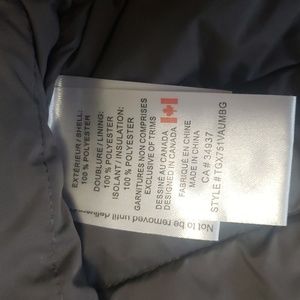 EXTÉRIEUR / SHELL:
100 % POLYESTER
DOUBLURE / LINING:
100 % POLYESTER
ISOLANT / INSULATION:
100 % POLYESTER
GARNITURES NON COMPRISES
EXCLUSIVE OF TRIMS
DESSINÉ AU CANADA
DESIGNED IN CANADA
FABRIQUÉ EN CHINE
MADE IN CHINA
CA # 34937
STYLE # TGX7S1VAUMBG
Not to be removed until